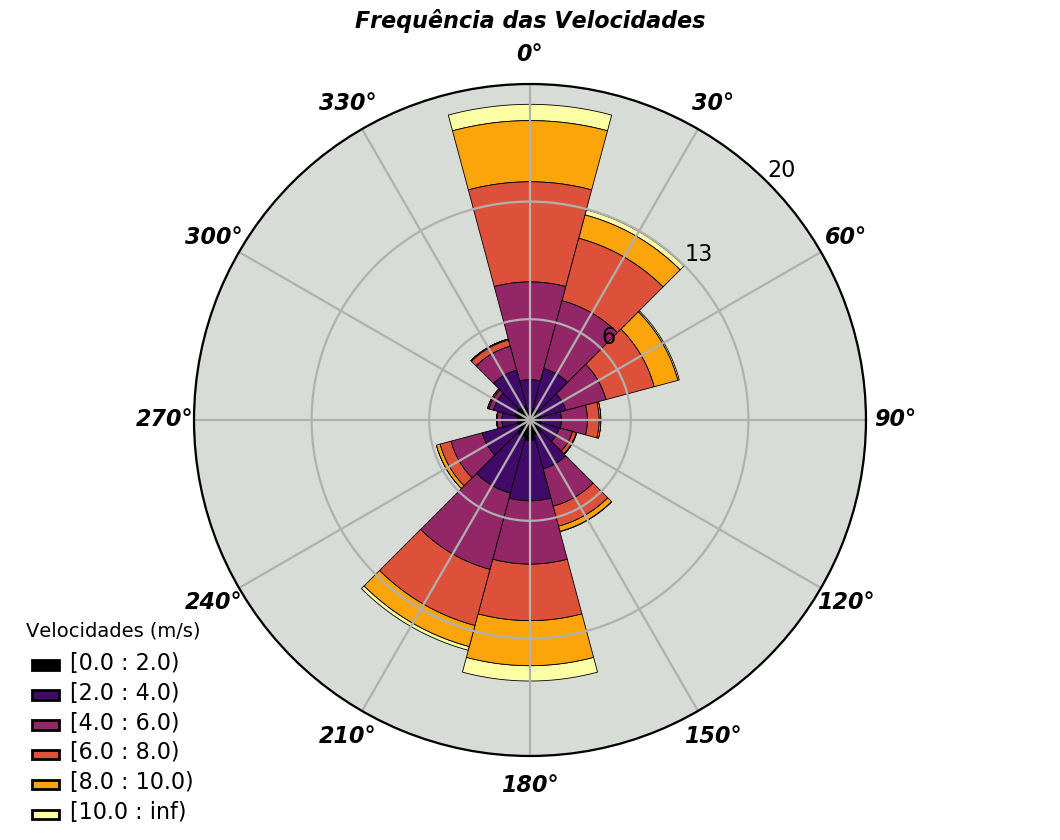 Frequência das Velocidades
0°
330°
30°
20
300°
60°
13
6
270°
90°
240°
120°
210°
150°
180°
Velocidades (m/s)
[0.0 : 2.0)
[2.0 : 4.0)
[4.0 : 6.0)
[6.0 : 8.0)
[8.0 : 10.0)
[10.0 : inf)